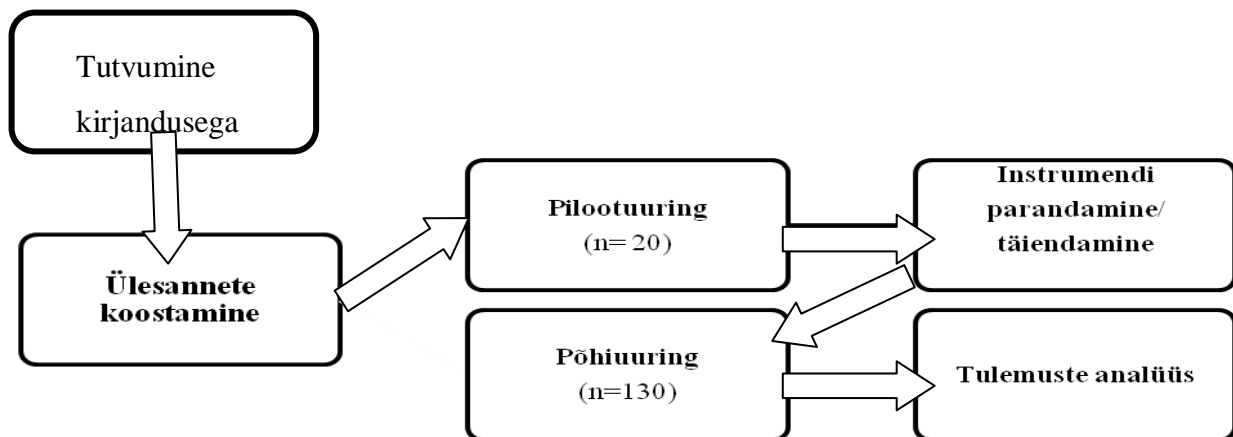 Tutvumine
kirjandusega
Ülesannete
koostamine
Pilootuuring
(n= 20)
Instrumendi
parandamine/
täiendamine
Põhiuuring
(n=130)
Tulemuste analüüs